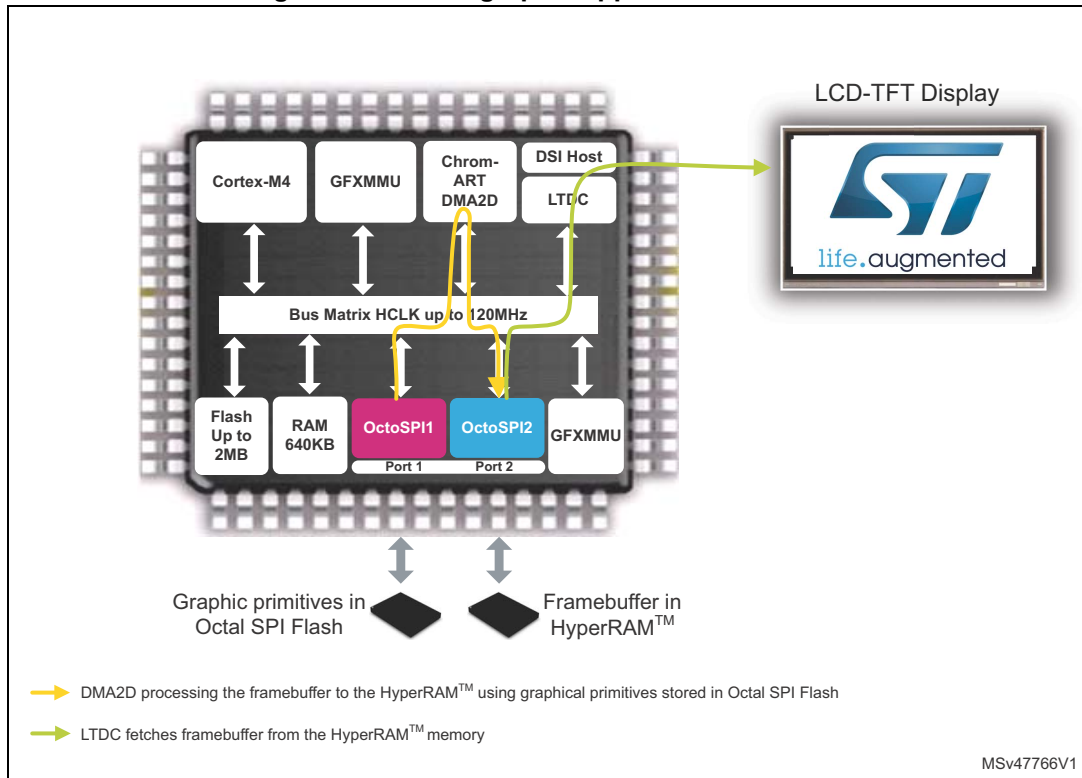 LCD-TFT Display
Cortex-M4
GFXMMU
Chrom-
ART
DMA2D
DSI Host
LTDC
life.augmented
Bus Matrix HCLK up to 120MHz
Flash
Up to
2MB
RAM
640KB
OctoSPI1
OctoSPI2
GFXMMU
Port 1
Port 2
Graphic primitives in
Octal SPI Flash
Framebuffer in
HyperRAM™
DMA2D processing the framebuffer to the HyperRAM™ using graphical primitives stored in Octal SPI Flash
LTDC fetches framebuffer from the HyperRAM™ memory
MSv47766V1